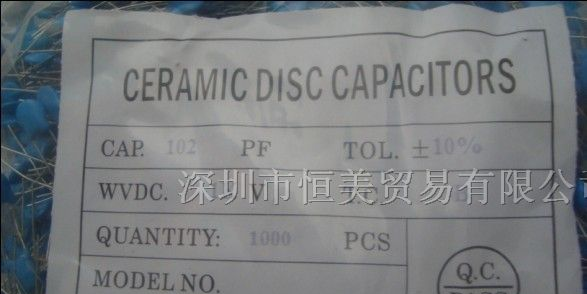 CERAMIC DISC CAPACITORS
CAP. 102 PF TOL. ±10%
WVDC. V T.C
深圳市恒美贸易有限公司
QUANTITY: 1000 PCS
MODEL NO.
Q.C.